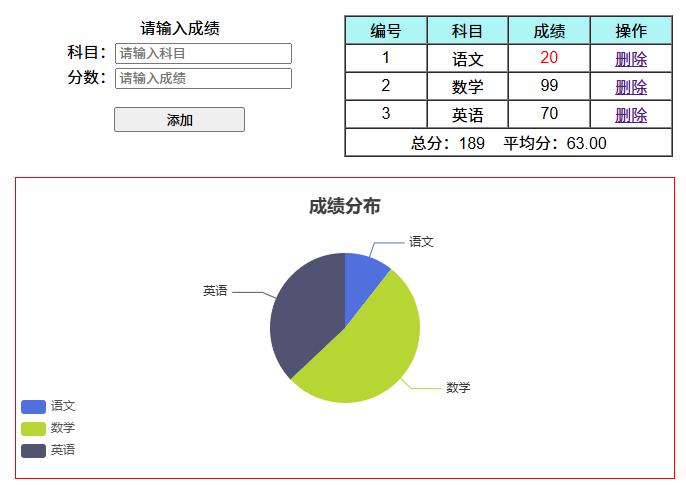 请输入成绩
科目： 请输入科目
分数： 请输入成绩
添加
编号 科目 成绩 操作
1 语文 20 删除
2 数学 99 删除
3 英语 70 删除
总分：189 平均分：63.00
成绩分布
语文
英语
数学
语文
数学
英语